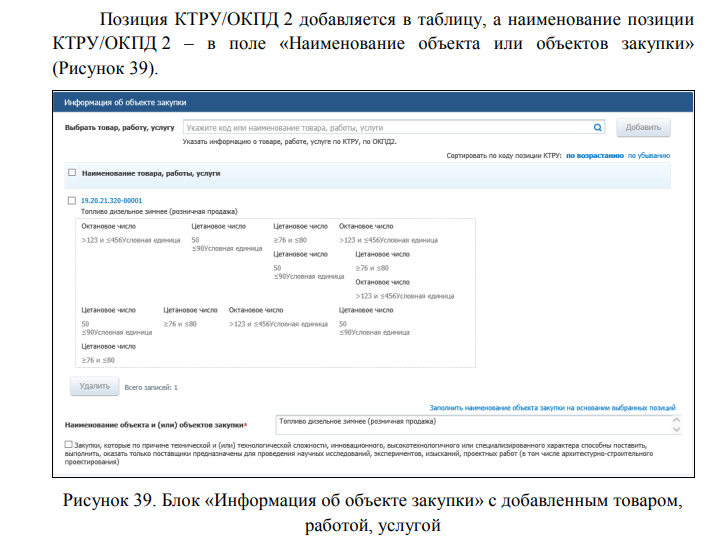 Позиция КТРУ/ОКПД 2 добавляется в таблицу, а наименование позиции
КТРУ/ОКПД 2 – в поле «Наименование объекта или объектов закупки»
(Рисунок 39).
Информация об объекте закупки
Выбрать товар, работу, услугу
Укажите код или наименование товара, работы, услуги
Добавить
Указать информацию о товаре, работе, услуге по КТРУ, по ОКПД2.
Сортировать по коду позиции КТРУ: по возрастанию по убыванию
Наименование товара, работы, услуги
19.20.21.320-00001
Топливо дизельное зимнее (розничная продажа)
Октановое число Цетановое число Цетановое число Октановое число
>123 и ≤456Условная единица 50 ≥76 и ≤80 >123 и ≤456Условная единица
≤90Условная единица
Цетановое число Цетановое число
50 ≥76 и ≤80
≤90Условная единица
Октановое число
>123 и ≤456Условная единица
Цетановое число Цетановое число Октановое число Цетановое число
50 ≥76 и ≤80 >123 и ≤456Условная единица 50
≤90Условная единица ≤90Условная единица
Цетановое число
≥76 и ≤80
Удалить Всего записей: 1
Заполнить наименование объекта закупки на основании выбранных позиций
Наименование объекта и (или) объектов закупки*
Топливо дизельное зимнее (розничная продажа)
Закупки, которые по причине технической и (или) технологической сложности, инновационного, высокотехнологичного или специализированного характера способны поставить,
выполнить, оказать только поставщики предназначены для проведения научных исследований, экспериментов, изысканий, проектных работ (в том числе архитектурно-строительного
проектирования)
Рисунок 39. Блок «Информация об объекте закупки» с добавленным товаром,
работой, услугой